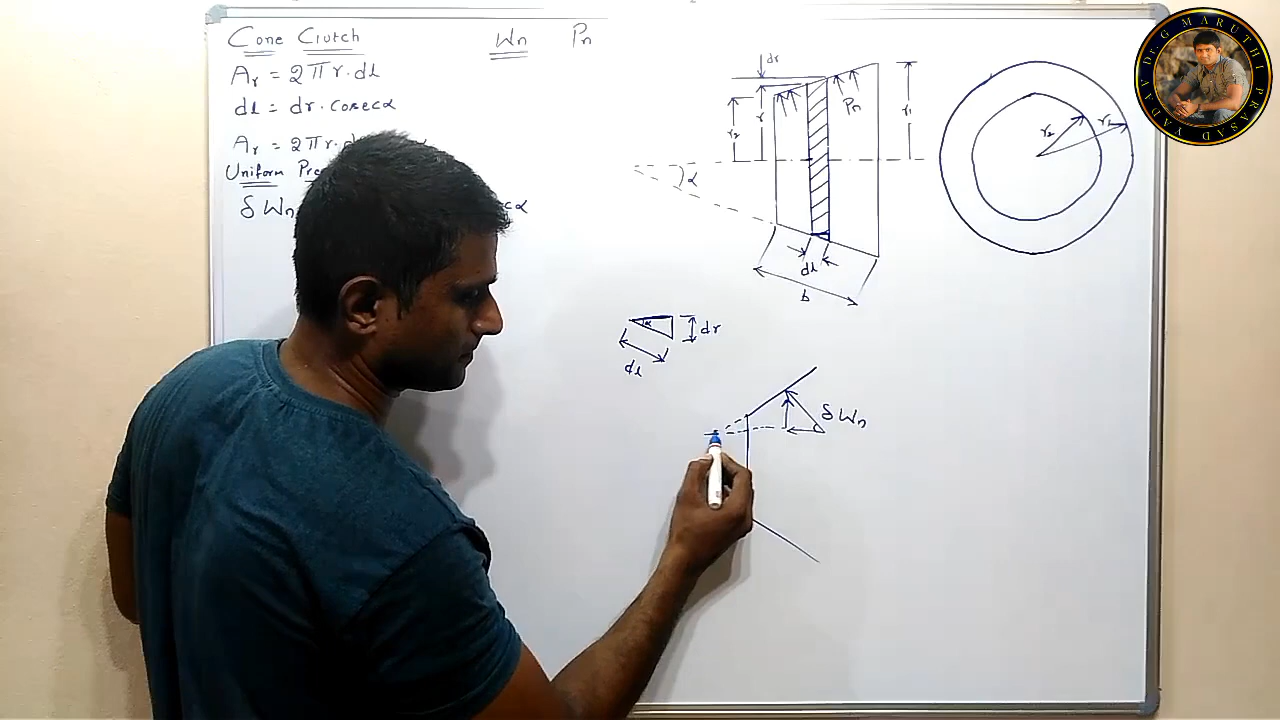 Cone Clutch
Wn Pn
Ar = 2πr.dl
dl = dr.cosecα
Ar = 2πr.
Uniform
δWn
dr
r2
r
Pn
r1
α
dl
b
r2
r1
α
dr
dl
δWn
Dr. G MARUTHI PRASAD YADAV